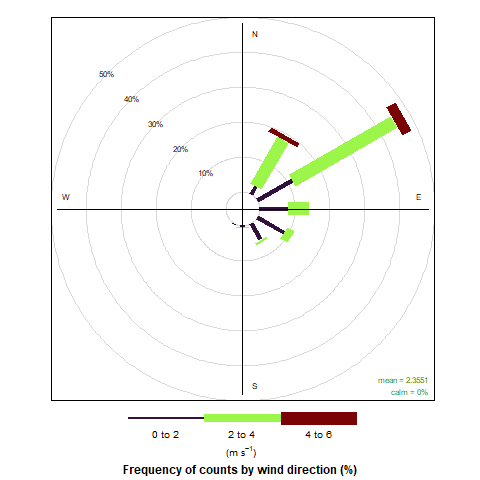 N
50%
40%
30%
20%
10%
W
E
S
mean = 2.3551
calm = 0%
0 to 2
2 to 4
4 to 6
(m s⁻¹)
Frequency of counts by wind direction (%)